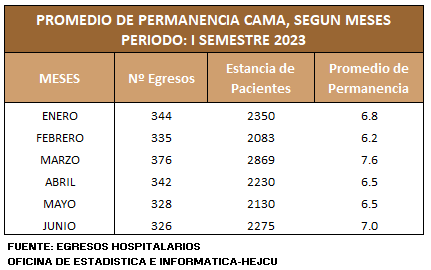 PROMEDIO DE PERMANENCIA CAMA, SEGUN MESES
PERIODO: I SEMESTRE 2023
MESES Nº Egresos Estancia de Pacientes Promedio de Permanencia
ENERO 344 2350 6.8
FEBRERO 335 2083 6.2
MARZO 376 2869 7.6
ABRIL 342 2230 6.5
MAYO 328 2130 6.5
JUNIO 326 2275 7.0
FUENTE: EGRESOS HOSPITALARIOS
OFICINA DE ESTADISTICA E INFORMATICA-HEJCU